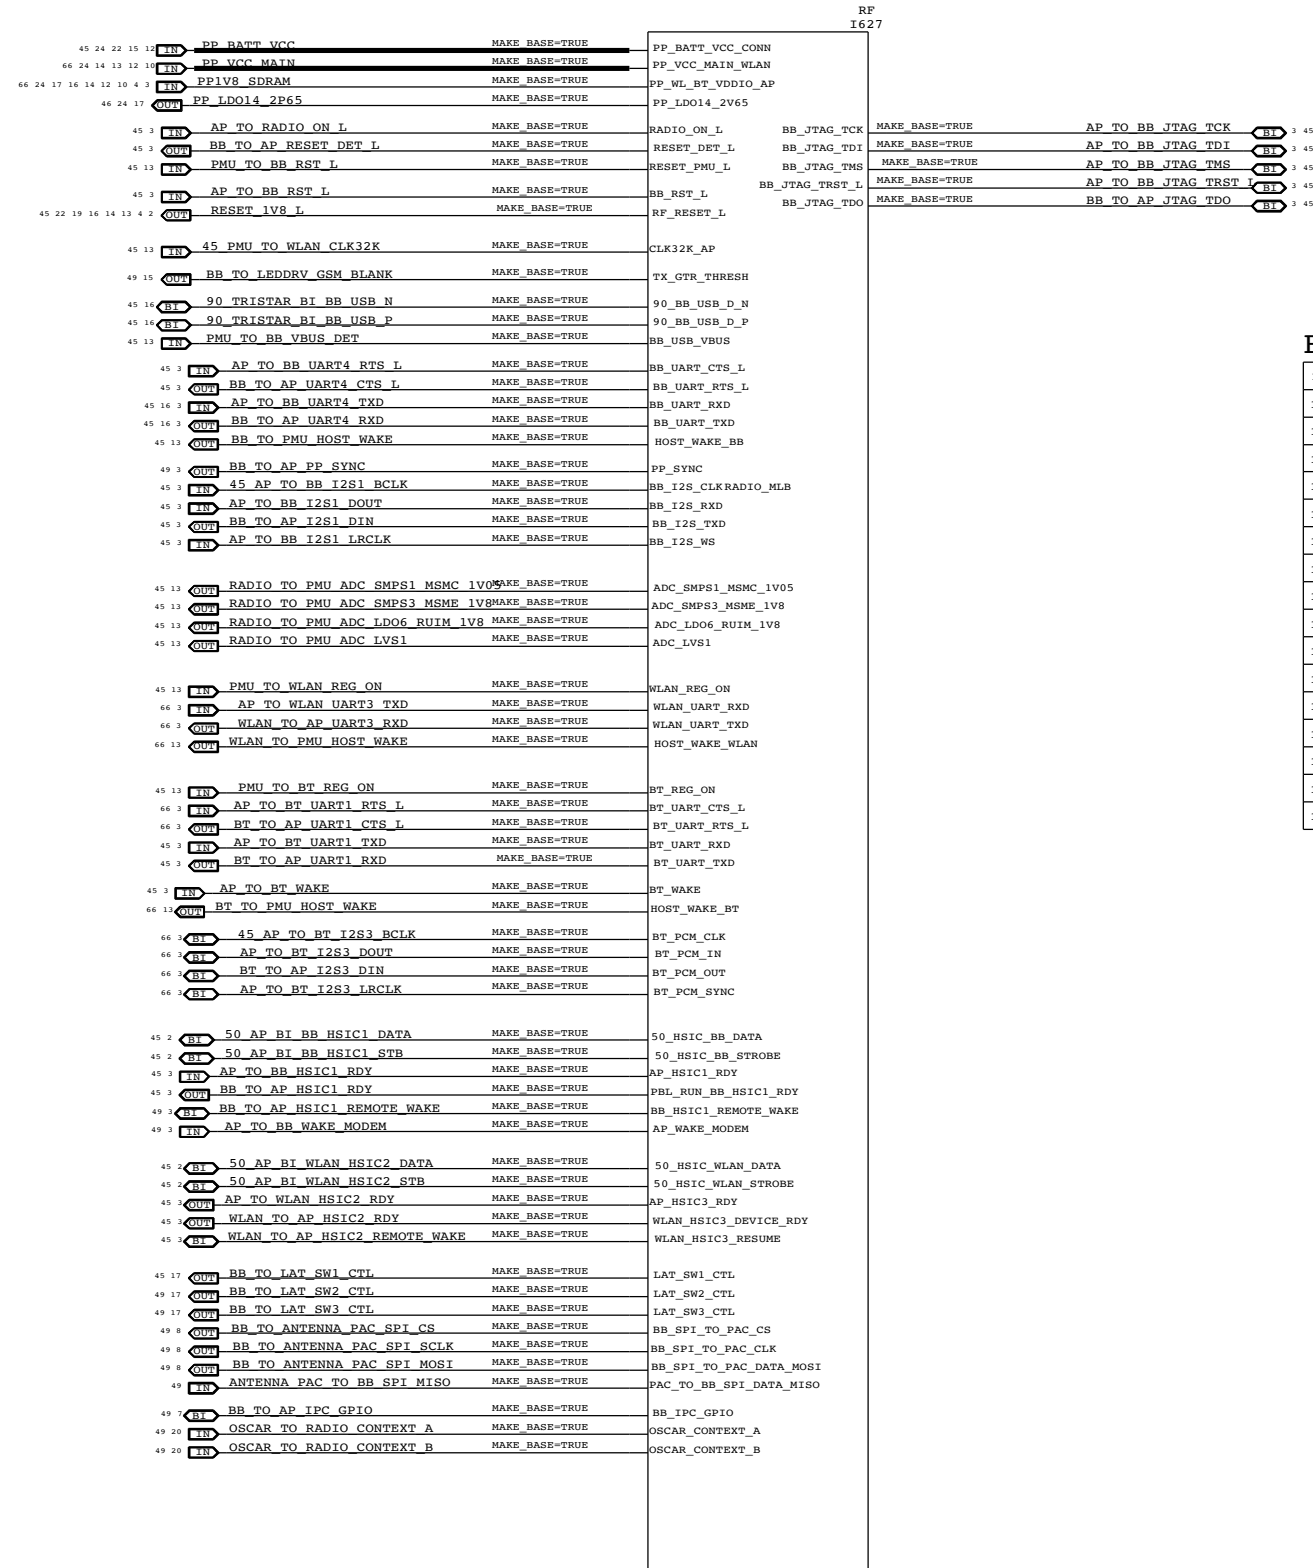 RF
I627
45 24 22 15 12 IN PP_BATT_VCC MAKE_BASE=TRUE PP_BATT_VCC_CONN
66 24 14 13 12 10 IN PP_VCC_MAIN MAKE_BASE=TRUE PP_VCC_MAIN_WLAN
66 24 17 16 14 12 10 4 3 IN PP1V8_SDRAM MAKE_BASE=TRUE PP_WL_BT_VDDIO_AP
46 24 17 OUT PP_LDO14_2P65 MAKE_BASE=TRUE PP_LDO14_2V65
45 3 IN AP_TO_RADIO_ON_L MAKE_BASE=TRUE RADIO_ON_L BB_JTAG_TCK MAKE_BASE=TRUE AP_TO_BB_JTAG_TCK BI 3 45
45 3 OUT BB_TO_AP_RESET_DET_L MAKE_BASE=TRUE RESET_DET_L BB_JTAG_TDI MAKE_BASE=TRUE AP_TO_BB_JTAG_TDI BI 3 45
45 13 IN PMU_TO_BB_RST_L MAKE_BASE=TRUE RESET_PMU_L BB_JTAG_TMS MAKE_BASE=TRUE AP_TO_BB_JTAG_TMS BI 3 45
BB_JTAG_TRST_L MAKE_BASE=TRUE AP_TO_BB_JTAG_TRST_L BI 3 45
45 3 IN AP_TO_BB_RST_L MAKE_BASE=TRUE BB_RST_L BB_JTAG_TDO MAKE_BASE=TRUE BB_TO_AP_JTAG_TDO BI 3 45
45 22 19 16 14 13 4 2 OUT RESET_1V8_L MAKE_BASE=TRUE RF_RESET_L
45 13 IN 45_PMU_TO_WLAN_CLK32K MAKE_BASE=TRUE CLK32K_AP
49 15 OUT BB_TO_LEDDRV_GSM_BLANK MAKE_BASE=TRUE TX_GTR_THRESH
45 16 BI 90_TRISTAR_BI_BB_USB_N MAKE_BASE=TRUE 90_BB_USB_D_N
45 16 BI 90_TRISTAR_BI_BB_USB_P MAKE_BASE=TRUE 90_BB_USB_D_P
45 13 IN PMU_TO_BB_VBUS_DET MAKE_BASE=TRUE BB_USB_VBUS
45 3 IN AP_TO_BB_UART4_RTS_L MAKE_BASE=TRUE BB_UART_CTS_L
45 3 OUT BB_TO_AP_UART4_CTS_L MAKE_BASE=TRUE BB_UART_RTS_L
45 16 3 IN AP_TO_BB_UART4_TXD MAKE_BASE=TRUE BB_UART_RXD
45 16 3 OUT BB_TO_AP_UART4_RXD MAKE_BASE=TRUE BB_UART_TXD
45 13 OUT BB_TO_PMU_HOST_WAKE MAKE_BASE=TRUE HOST_WAKE_BB
49 3 OUT BB_TO_AP_PP_SYNC MAKE_BASE=TRUE PP_SYNC
45 3 IN 45_AP_TO_BB_I2S1_BCLK MAKE_BASE=TRUE BB_I2S_CLK RADIO_MLB
45 3 IN AP_TO_BB_I2S1_DOUT MAKE_BASE=TRUE BB_I2S_RXD
45 3 OUT BB_TO_AP_I2S1_DIN MAKE_BASE=TRUE BB_I2S_TXD
45 3 IN AP_TO_BB_I2S1_LRCLK MAKE_BASE=TRUE BB_I2S_WS
45 13 OUT RADIO_TO_PMU_ADC_SMPS1_MSMC_1V05 MAKE_BASE=TRUE ADC_SMPS1_MSMC_1V05
45 13 OUT RADIO_TO_PMU_ADC_SMPS3_MSME_1V8 MAKE_BASE=TRUE ADC_SMPS3_MSME_1V8
45 13 OUT RADIO_TO_PMU_ADC_LDO6_RUIM_1V8 MAKE_BASE=TRUE ADC_LDO6_RUIM_1V8
45 13 OUT RADIO_TO_PMU_ADC_LVS1 MAKE_BASE=TRUE ADC_LVS1
45 13 IN PMU_TO_WLAN_REG_ON MAKE_BASE=TRUE WLAN_REG_ON
66 3 IN AP_TO_WLAN_UART3_TXD MAKE_BASE=TRUE WLAN_UART_RXD
66 3 OUT WLAN_TO_AP_UART3_RXD MAKE_BASE=TRUE WLAN_UART_TXD
66 13 OUT WLAN_TO_PMU_HOST_WAKE MAKE_BASE=TRUE HOST_WAKE_WLAN
45 13 IN PMU_TO_BT_REG_ON MAKE_BASE=TRUE BT_REG_ON
66 3 IN AP_TO_BT_UART1_RTS_L MAKE_BASE=TRUE BT_UART_CTS_L
66 3 OUT BT_TO_AP_UART1_CTS_L MAKE_BASE=TRUE BT_UART_RTS_L
45 3 IN AP_TO_BT_UART1_TXD MAKE_BASE=TRUE BT_UART_RXD
45 3 OUT BT_TO_AP_UART1_RXD MAKE_BASE=TRUE BT_UART_TXD
45 3 IN AP_TO_BT_WAKE MAKE_BASE=TRUE BT_WAKE
66 13 OUT BT_TO_PMU_HOST_WAKE MAKE_BASE=TRUE HOST_WAKE_BT
66 3 BI 45_AP_TO_BT_I2S3_BCLK MAKE_BASE=TRUE BT_PCM_CLK
66 3 BI AP_TO_BT_I2S3_DOUT MAKE_BASE=TRUE BT_PCM_IN
66 3 BI BT_TO_AP_I2S3_DIN MAKE_BASE=TRUE BT_PCM_OUT
66 3 BI AP_TO_BT_I2S3_LRCLK MAKE_BASE=TRUE BT_PCM_SYNC
45 2 BI 50_AP_BI_BB_HSIC1_DATA MAKE_BASE=TRUE 50_HSIC_BB_DATA
45 2 BI 50_AP_BI_BB_HSIC1_STB MAKE_BASE=TRUE 50_HSIC_BB_STROBE
45 3 IN AP_TO_BB_HSIC1_RDY MAKE_BASE=TRUE AP_HSIC1_RDY
45 3 OUT BB_TO_AP_HSIC1_RDY MAKE_BASE=TRUE PBL_RUN_BB_HSIC1_RDY
49 3 BI BB_TO_AP_HSIC1_REMOTE_WAKE MAKE_BASE=TRUE BB_HSIC1_REMOTE_WAKE
49 3 IN AP_TO_BB_WAKE_MODEM MAKE_BASE=TRUE AP_WAKE_MODEM
45 2 BI 50_AP_BI_WLAN_HSIC2_DATA MAKE_BASE=TRUE 50_HSIC_WLAN_DATA
45 2 BI 50_AP_BI_WLAN_HSIC2_STB MAKE_BASE=TRUE 50_HSIC_WLAN_STROBE
45 3 OUT AP_TO_WLAN_HSIC2_RDY MAKE_BASE=TRUE AP_HSIC3_RDY
45 3 OUT WLAN_TO_AP_HSIC2_RDY MAKE_BASE=TRUE WLAN_HSIC3_DEVICE_RDY
45 3 BI WLAN_TO_AP_HSIC2_REMOTE_WAKE MAKE_BASE=TRUE WLAN_HSIC3_RESUME
45 17 OUT BB_TO_LAT_SW1_CTL MAKE_BASE=TRUE LAT_SW1_CTL
49 17 OUT BB_TO_LAT_SW2_CTL MAKE_BASE=TRUE LAT_SW2_CTL
49 17 OUT BB_TO_LAT_SW3_CTL MAKE_BASE=TRUE LAT_SW3_CTL
49 8 OUT BB_TO_ANTENNA_PAC_SPI_CS MAKE_BASE=TRUE BB_SPI_TO_PAC_CS
49 8 OUT BB_TO_ANTENNA_PAC_SPI_SCLK MAKE_BASE=TRUE BB_SPI_TO_PAC_CLK
49 8 OUT BB_TO_ANTENNA_PAC_SPI_MOSI MAKE_BASE=TRUE BB_SPI_TO_PAC_DATA_MOSI
49 IN ANTENNA_PAC_TO_BB_SPI_MISO MAKE_BASE=TRUE PAC_TO_BB_SPI_DATA_MISO
49 7 BI BB_TO_AP_IPC_GPIO MAKE_BASE=TRUE BB_IPC_GPIO
49 20 IN OSCAR_TO_RADIO_CONTEXT_A MAKE_BASE=TRUE OSCAR_CONTEXT_A
49 20 IN OSCAR_TO_RADIO_CONTEXT_B MAKE_BASE=TRUE OSCAR_CONTEXT_B